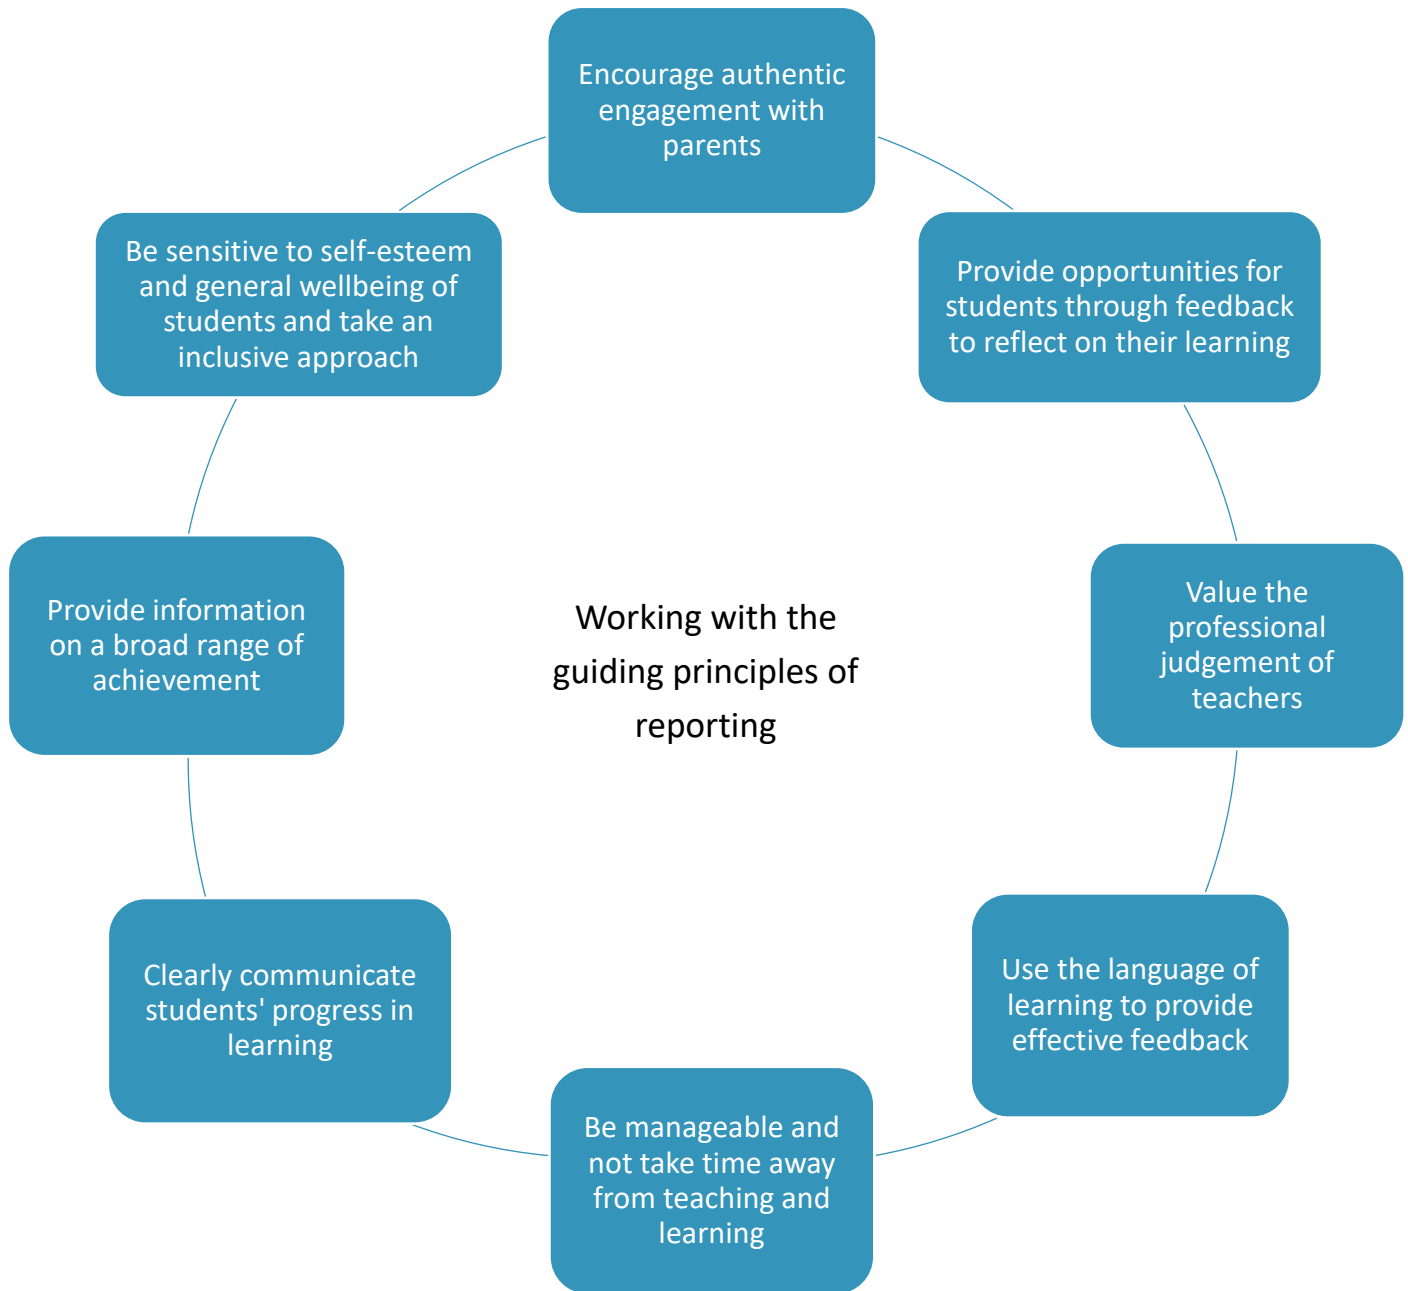 Encourage authentic
engagement with
parents
Provide opportunities for
students through feedback
to reflect on their learning
Value the
professional
judgement of
teachers
Use the language of
learning to provide
effective feedback
Be manageable and
not take time away
from teaching and
learning
Clearly communicate
students' progress in
learning
Provide information
on a broad range of
achievement
Be sensitive to self-esteem
and general wellbeing of
students and take an
inclusive approach
Working with the
guiding principles of
reporting